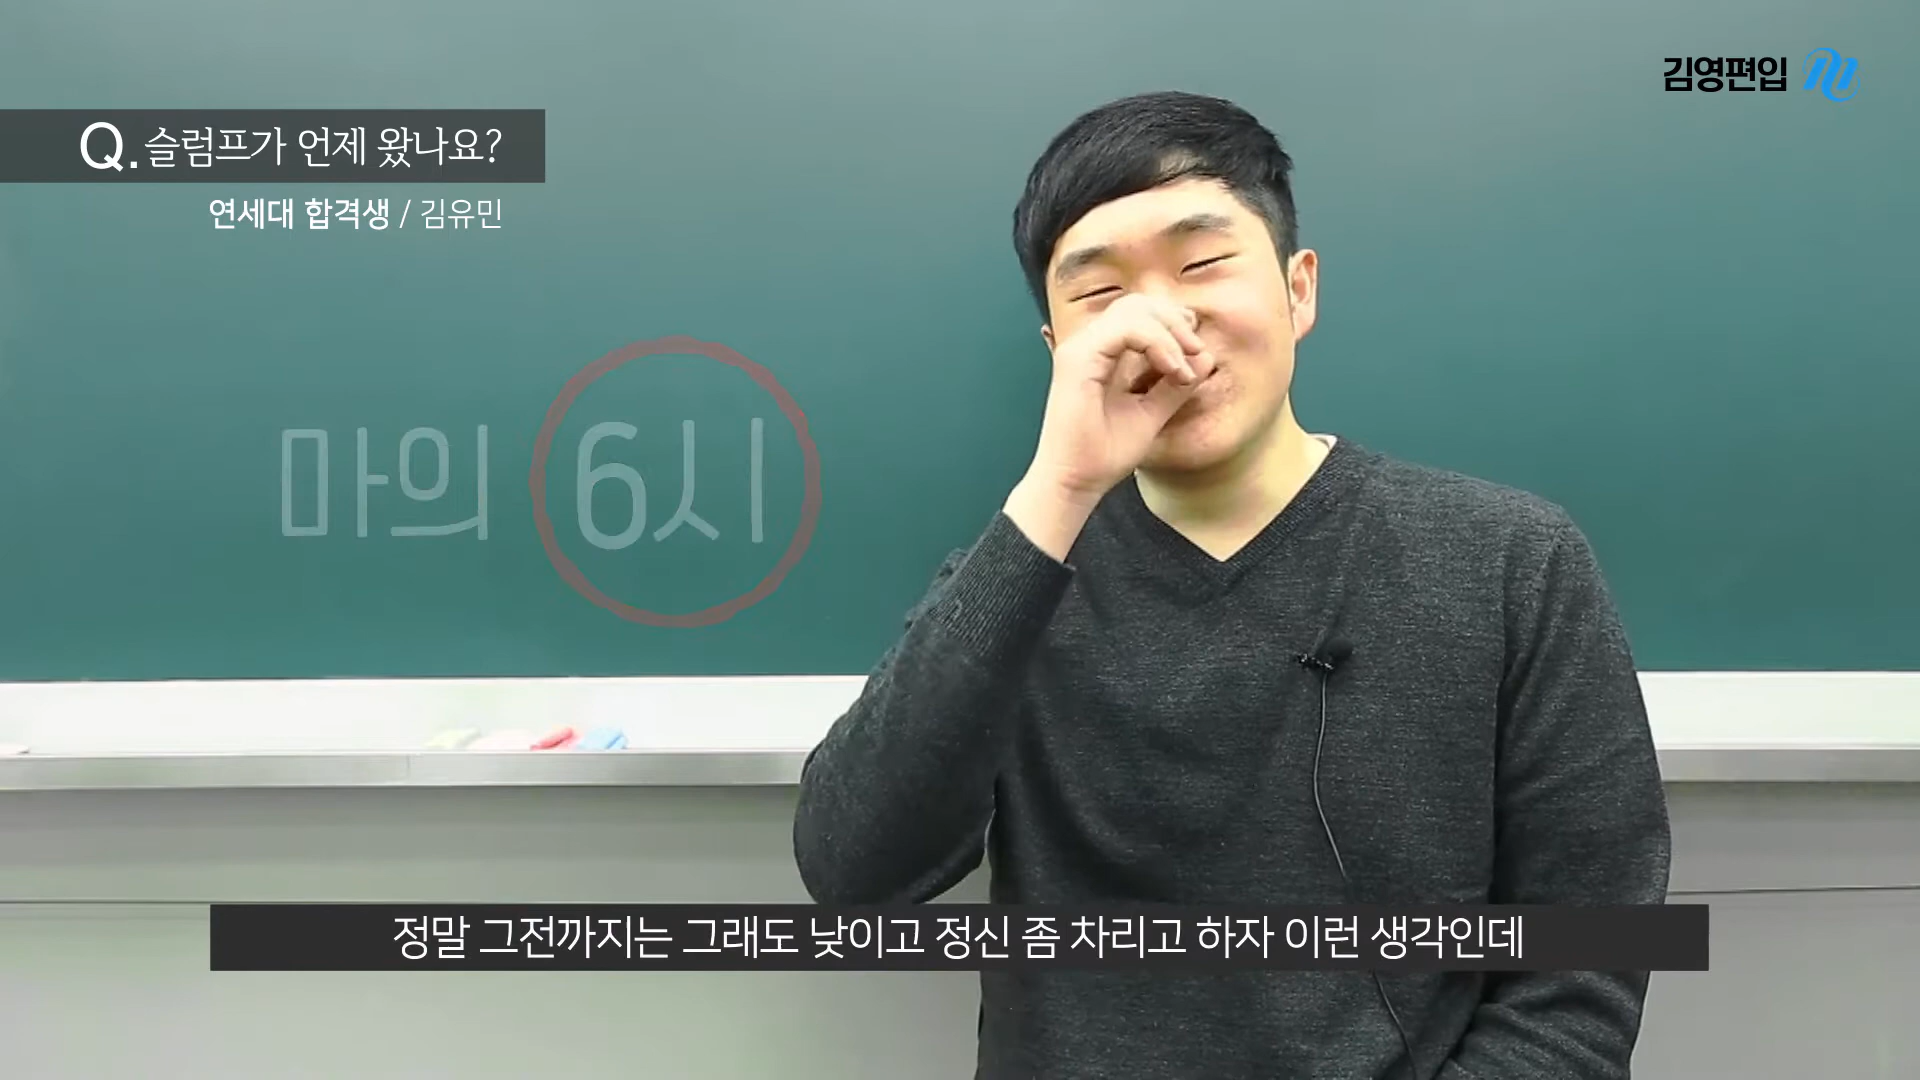 김영편입
Q. 슬럼프가 언제 왔나요?
연세대 합격생 / 김유민
마의 6시
정말 그전까지는 그래도 낮이고 정신 좀 차리고 하자 이런 생각인데